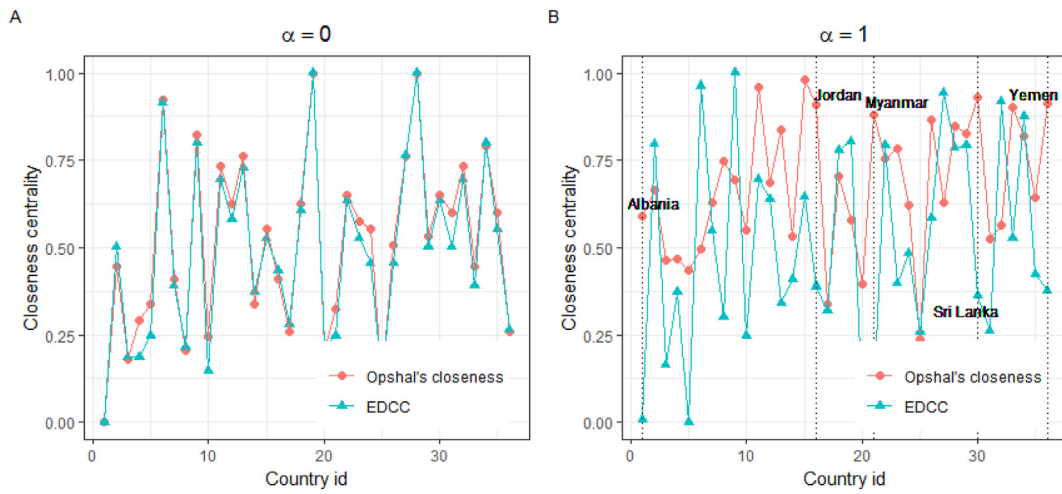 A
α = 0
Closeness centrality
1.00
0.75
0.50
0.25
0.00
0
10
20
30
Country id
Opshal's closeness
EDCC
B
α = 1
Closeness centrality
1.00
0.75
0.50
0.25
0.00
Jordan
Myanmar
Yemen
Albania
Sri Lanka
Opshal's closeness
EDCC
0
10
20
30
Country id